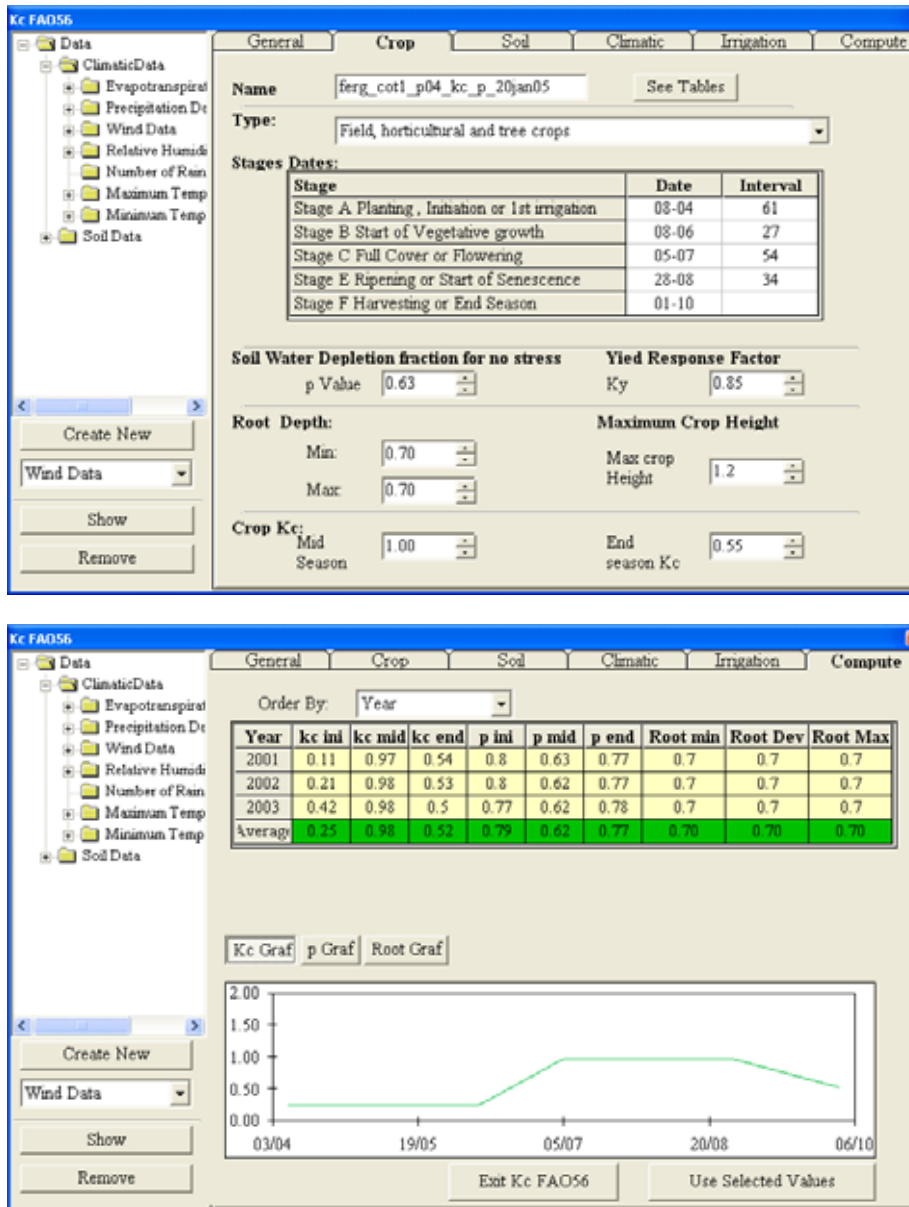 Kc FAO56
Data
ClimaticData
Evapotranspirat
Precipitation De
Wind Data
Relative Humidi
Number of Rain
Maximum Temp
Minimum Temp
Soil Data
Create New
Wind Data
Show
Remove
General Crop Soil Climatic Irrigation Compute
Name ferg_cot1_p04_kc_p_20jan05 See Tables
Type: Field, horticultural and tree crops
Stages Dates:
Stage Date Interval
Stage A Planting , Initiation or 1st irrigation 08-04 61
Stage B Start of Vegetative growth 08-06 27
Stage C Full Cover or Flowering 05-07 54
Stage E Ripening or Start of Senescence 28-08 34
Stage F Harvesting or End Season 01-10
Soil Water Depletion fraction for no stress Yied Response Factor
p Value 0.63 Ky 0.85
Root Depth: Maximum Crop Height
Min: 0.70
Max crop
Height 1.2
Max: 0.70
Crop Kc:
Mid
Season 1.00
End
season Kc 0.55
Kc FAO56
Data
ClimaticData
Evapotranspirat
Precipitation De
Wind Data
Relative Humidi
Number of Rain
Maximum Temp
Minimum Temp
Soil Data
Create New
Wind Data
Show
Remove
General Crop Soil Climatic Irrigation Compute
Order By: Year
Year kc ini kc mid kc end p ini p mid p end Root min Root Dev Root Max
2001 0.11 0.97 0.54 0.8 0.63 0.77 0.7 0.7 0.7
2002 0.21 0.98 0.53 0.8 0.62 0.77 0.7 0.7 0.7
2003 0.42 0.98 0.5 0.77 0.62 0.78 0.7 0.7 0.7
Average 0.25 0.98 0.52 0.79 0.62 0.77 0.70 0.70 0.70
Kc Graf p Graf Root Graf
2.00
1.50
1.00
0.50
0.00
03/04 19/05 05/07 20/08 06/10
Exit Kc FAO56 Use Selected Values